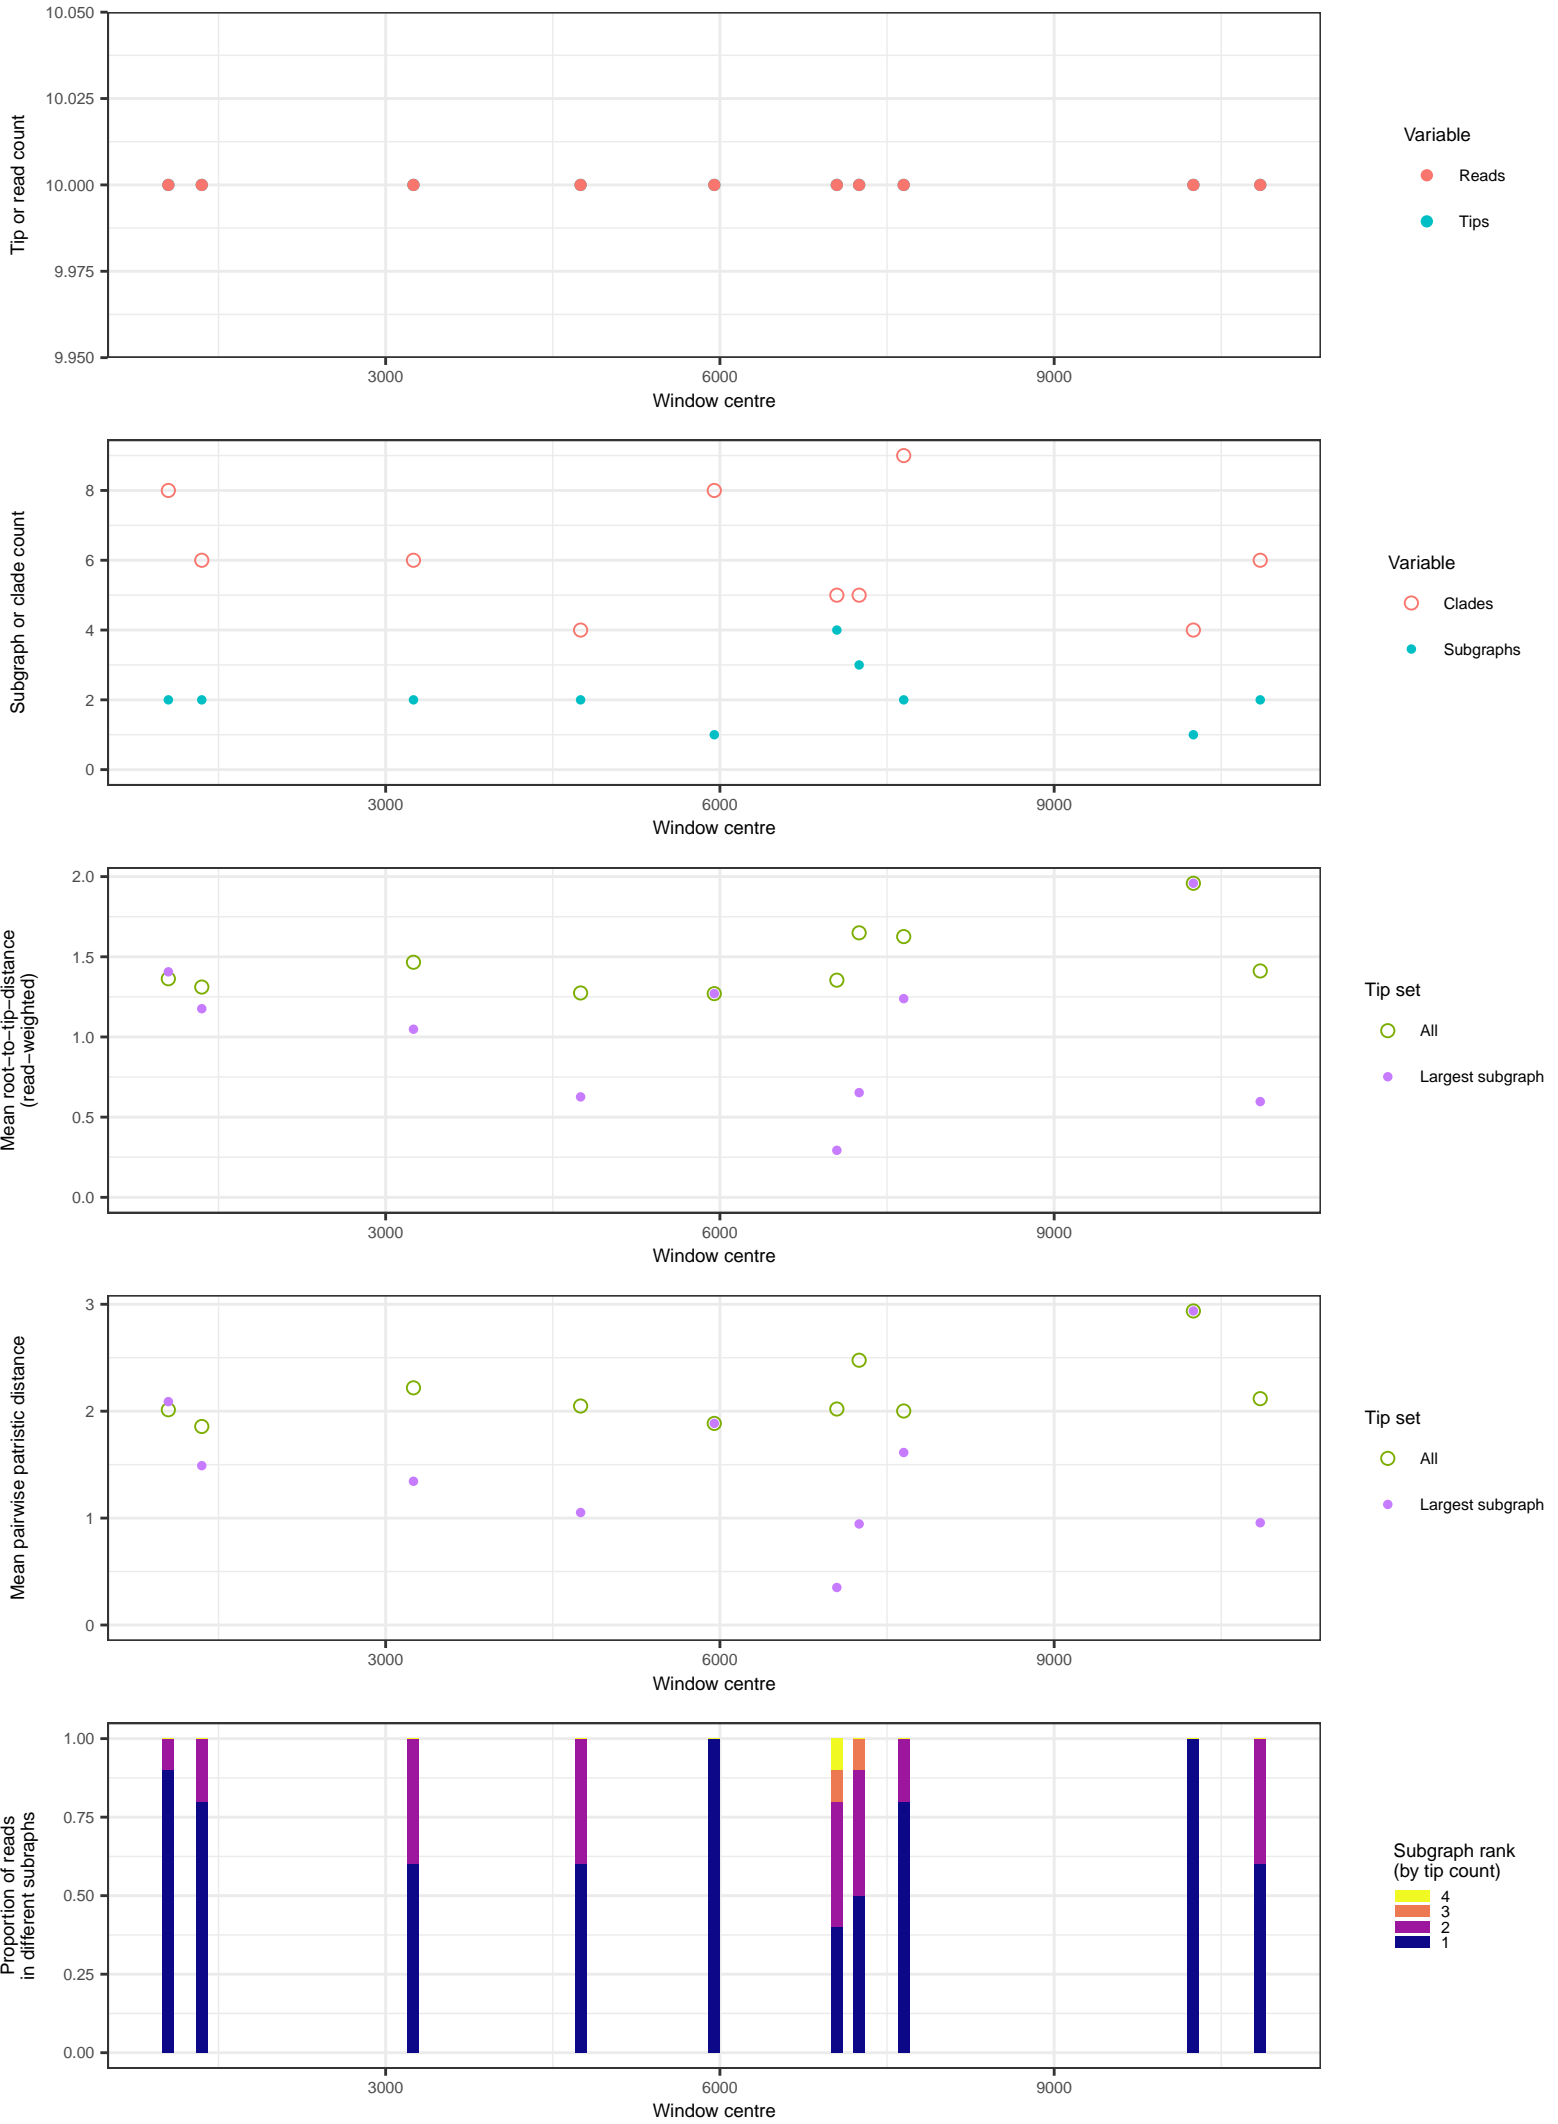 10.050
10.025
10.000
9.975
9.950
Tip or read count
3000
6000
9000
Window centre
Variable
Reads
Tips
8
6
4
2
0
Subgraph or clade count
3000
6000
9000
Window centre
Variable
Clades
Subgraphs
2.0
1.5
1.0
0.5
0.0
Mean root−to−tip−distance
(read−weighted)
3000
6000
9000
Window centre
Tip set
All
Largest subgraph
3
2
1
0
Mean pairwise patristic distance
3000
6000
9000
Window centre
Tip set
All
Largest subgraph
1.00
0.75
0.50
0.25
0.00
Proportion of reads
in different subraphs
3000
6000
9000
Window centre
Subgraph rank
(by tip count)
4
3
2
1